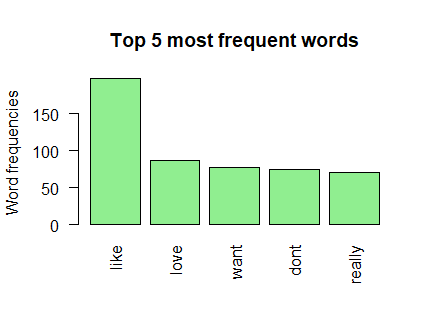 Top 5 most frequent words
Word frequencies
150
100
50
0
like
love
want
dont
really